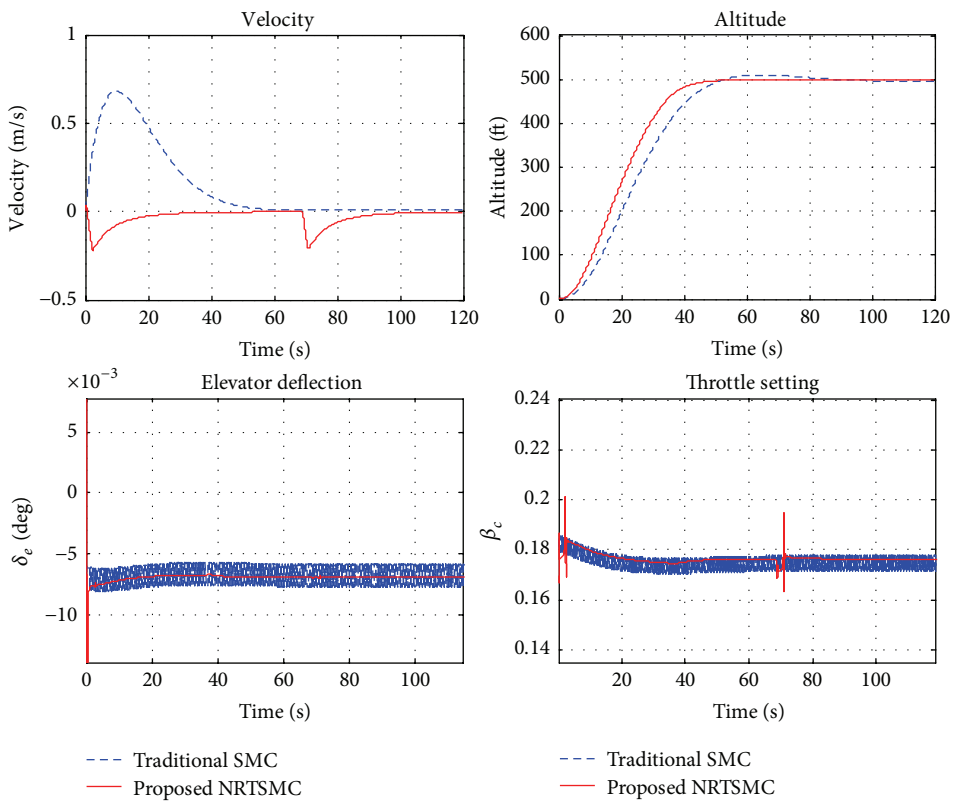 Velocity
1
0.5
0
−0.5
Velocity (m/s)
0 20 40 60 80 100 120
Time (s)
Altitude
600
500
400
300
200
100
0
Altitude (ft)
0 20 40 60 80 100 120
Time (s)
×10⁻³
Elevator deflection
5
0
−5
−10
δₑ (deg)
0 20 40 60 80 100
Time (s)
Traditional SMC
Proposed NRTSMC
Throttle setting
0.24
0.22
0.2
0.18
0.16
0.14
β_c
0 20 40 60 80 100
Time (s)
Traditional SMC
Proposed NRTSMC